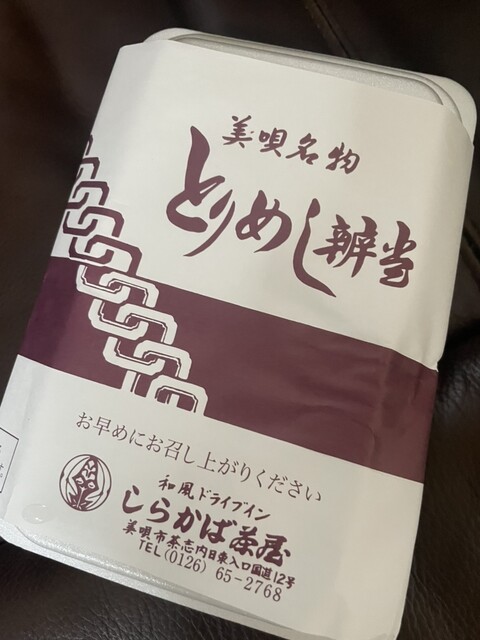 美唄名物
とりめし辨当
お早めにお召し上がりください
和風ドライブイン
しらかば茶屋
美唄市茶志内日東入口国道12号
TEL(0126) 65-2768